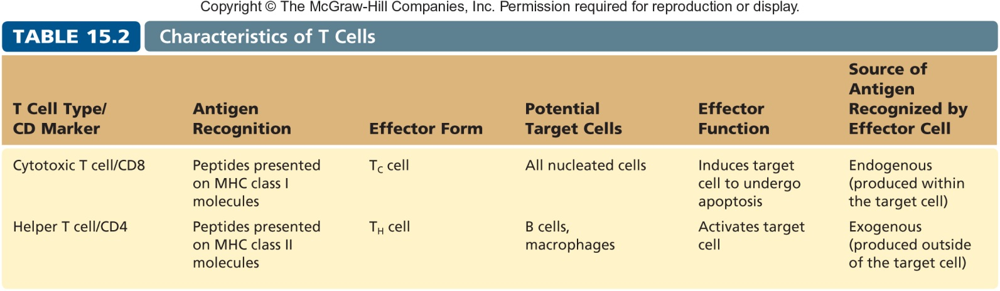 Copyright © The McGraw-Hill Companies, Inc. Permission required for reproduction or display.
TABLE 15.2 Characteristics of T Cells
T Cell Type/
CD Marker
Antigen
Recognition
Effector Form
Potential
Target Cells
Effector
Function
Source of
Antigen
Recognized by
Effector Cell
Cytotoxic T cell/CD8
Peptides presented
on MHC class I
molecules
TC cell
All nucleated cells
Induces target
cell to undergo
apoptosis
Endogenous
(produced within
the target cell)
Helper T cell/CD4
Peptides presented
on MHC class II
molecules
TH cell
B cells,
macrophages
Activates target
cell
Exogenous
(produced outside
of the target cell)